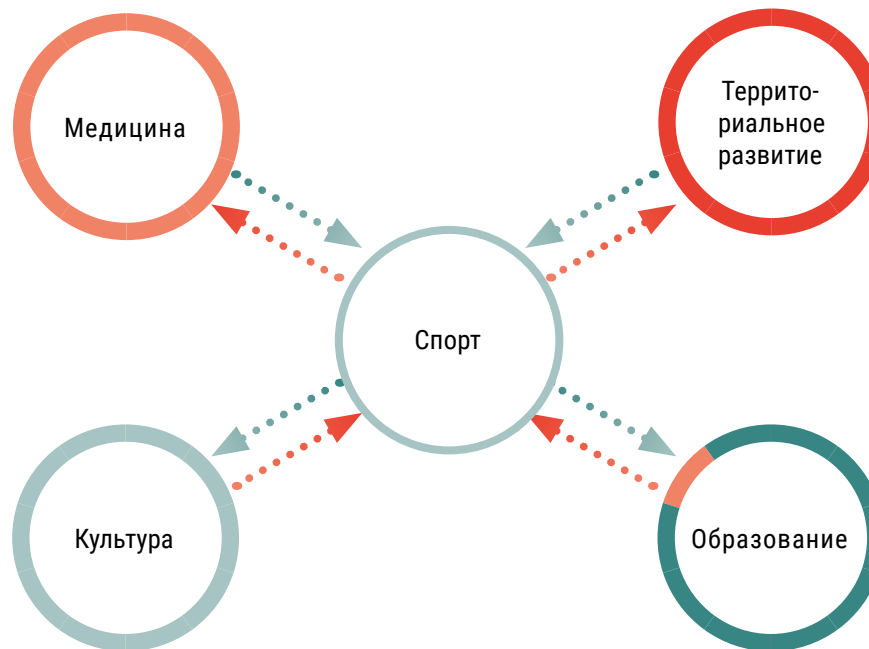 Медицина
Террито-
риальное
развитие
Спорт
Культура
Образование